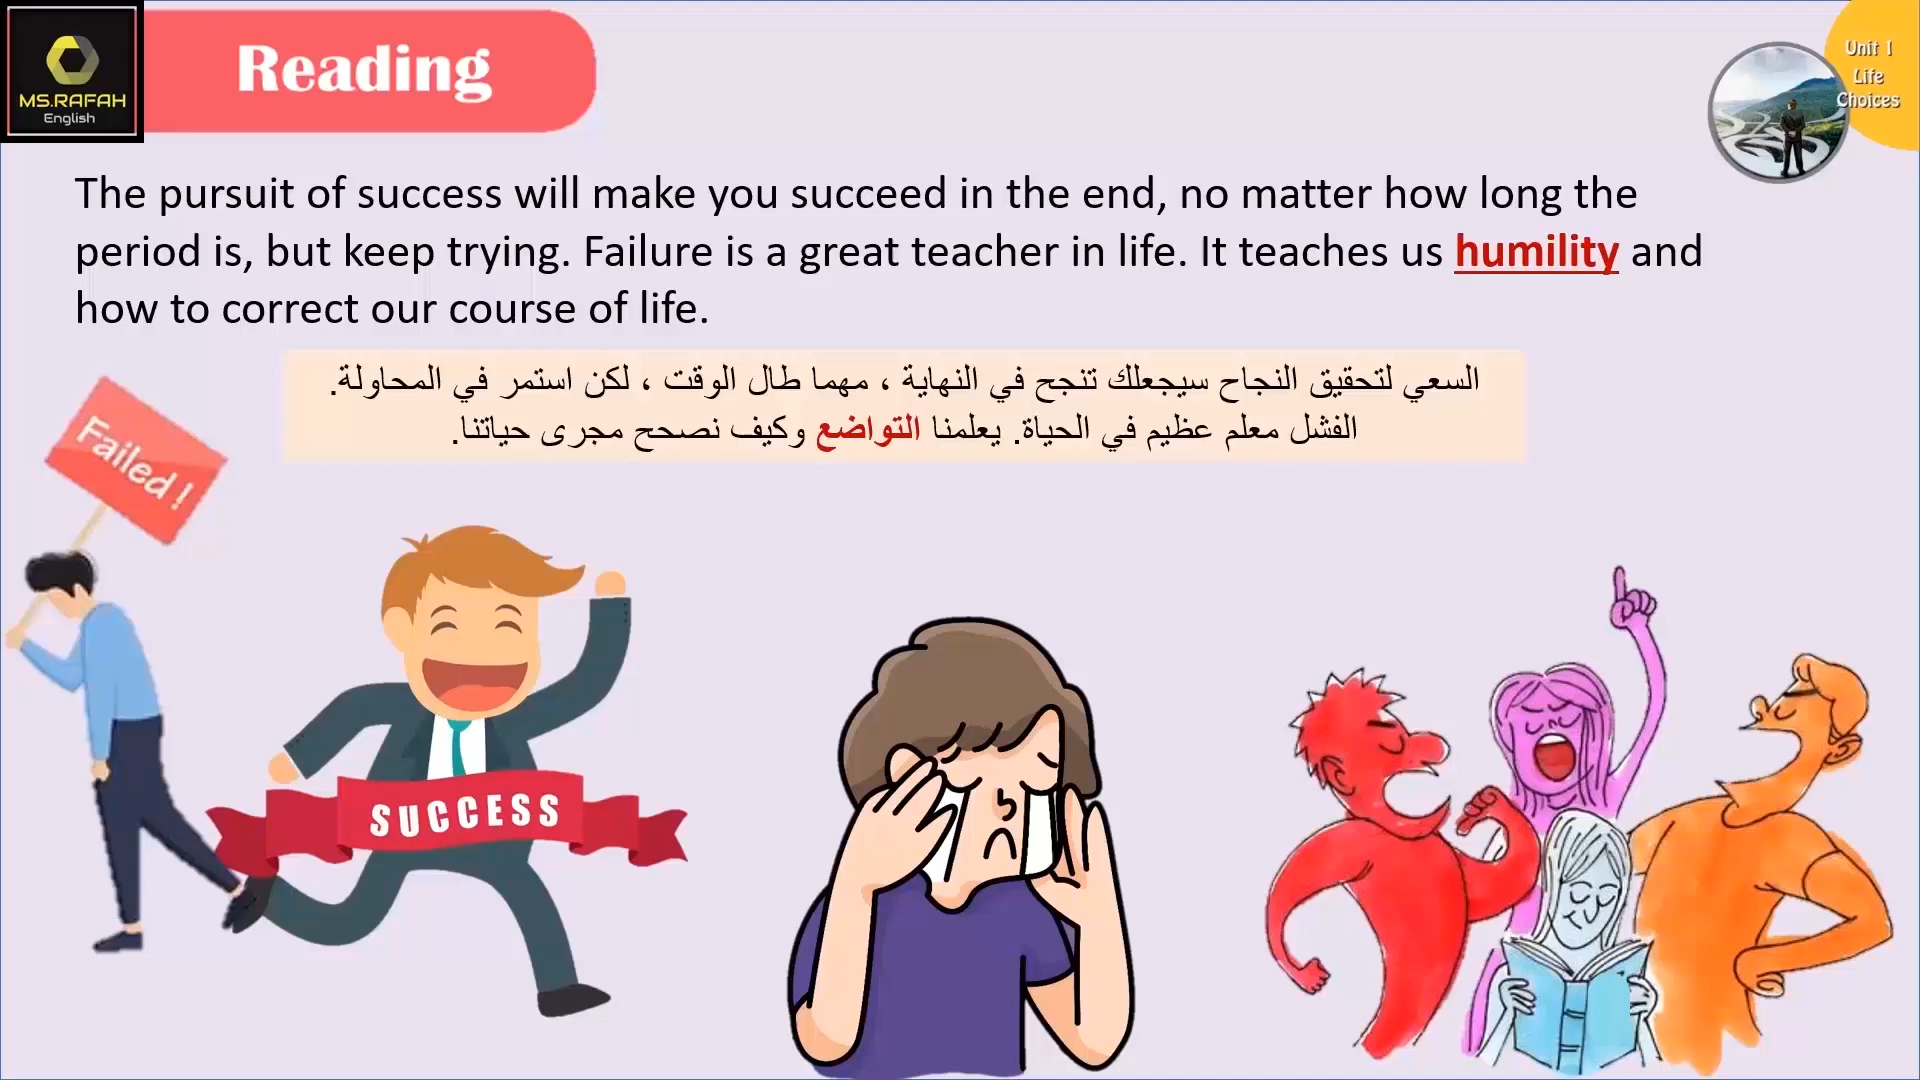 MS.RAFAH
English
Reading
Unit 1
Life
Choices
The pursuit of success will make you succeed in the end, no matter how long the
period is, but keep trying. Failure is a great teacher in life. It teaches us humility and
how to correct our course of life.
السعي لتحقيق النجاح سيجعلك تنجح في النهاية ، مهما طال الوقت ، لكن استمر في المحاولة.
الفشل معلم عظيم في الحياة. يعلمنا التواضع وكيف نصحح مجرى حياتنا.
Failed !
SUCCESS